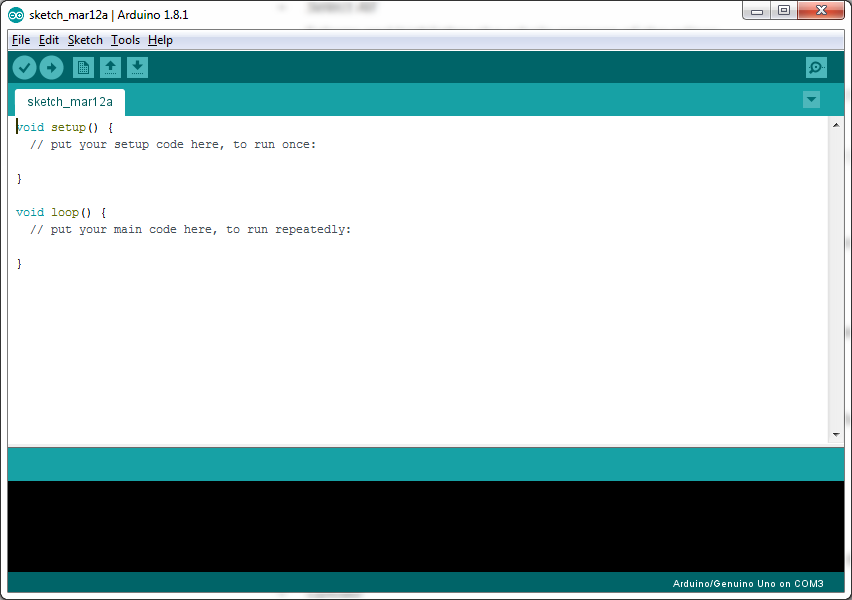 sketch_mar12a | Arduino 1.8.1
File Edit Sketch Tools Help
sketch_mar12a
void setup() {
  // put your setup code here, to run once:
}
void loop() {
  // put your main code here, to run repeatedly:
}
Arduino/Genuino Uno on COM3